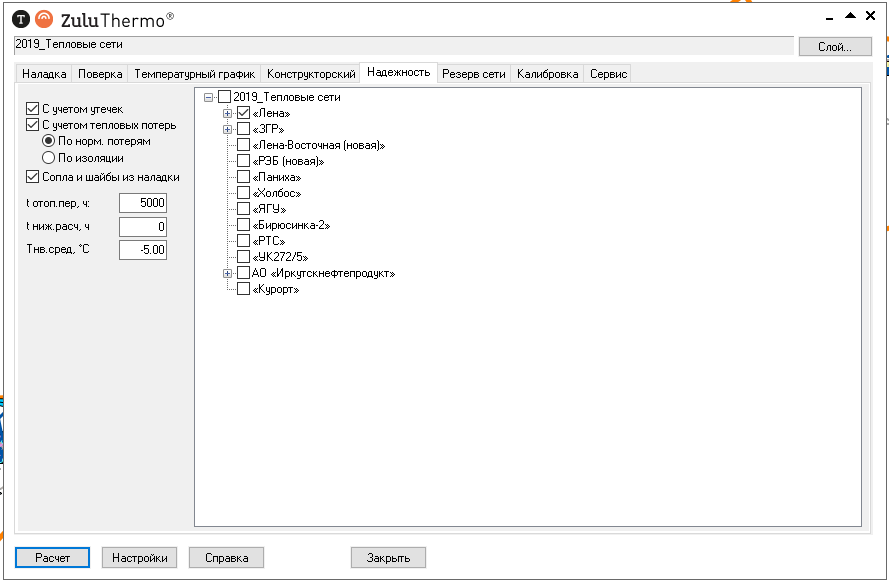 T ZuluThermo®
2019_Тепловые сети
Слой...
Наладка Поверка Температурный график Конструкторский Надежность Резерв сети Калибровка Сервис
С учетом утечек
С учетом тепловых потерь
По норм. потерям
По изоляции
Сопла и шайбы из наладки
t отоп.пер, ч: 5000
t ниж.расч, ч 0
Tнв.сред, °C -5.00
2019_Тепловые сети
«Лена»
«ЗГР»
«Лена-Восточная (новая)»
«РЭБ (новая)»
«Паниха»
«Холбос»
«ЯГУ»
«Бирюсинка-2»
«РТС»
«УК272/5»
АО «Иркутскнефтепродукт»
«Курорт»
Расчет Настройки Справка Закрыть